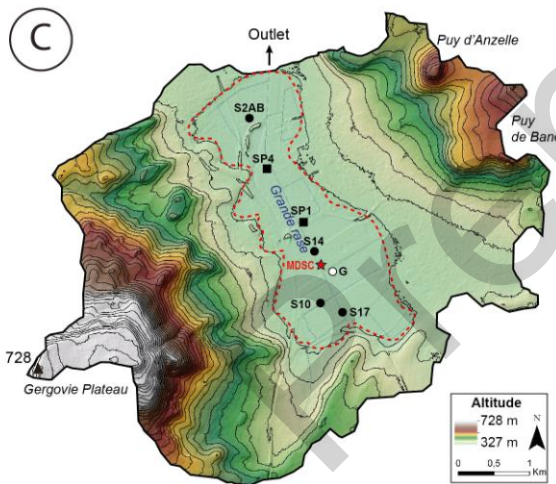 C
Outlet
Puy d'Anzelle
Puy
de Bane
S2AB
SP4
Grande rase
SP1
S14
MDSC
G
S10
S17
728
Gergovie Plateau
Altitude
728 m
327 m
N
0 0,5 1
Km